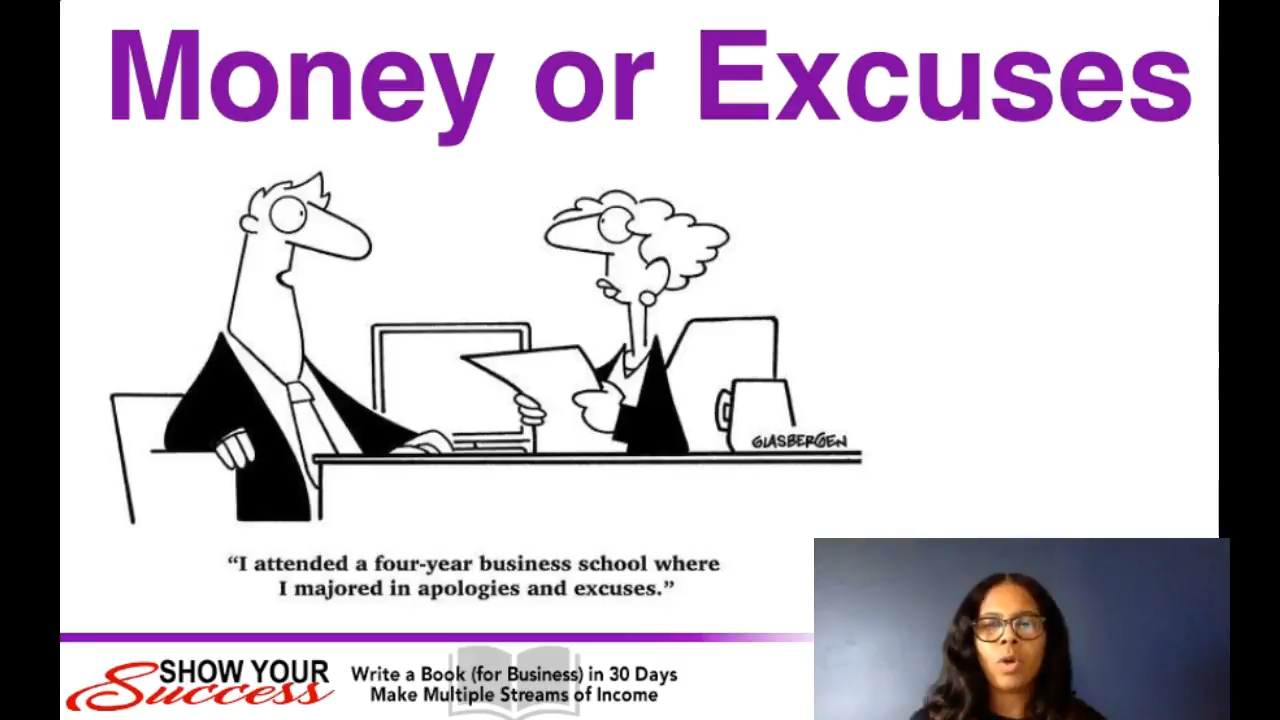 Money or Excuses
GLASBERGEN
“I attended a four-year business school where
I majored in apologies and excuses.”
SHOW YOUR
Success
Write a Book (for Business) in 30 Days
Make Multiple Streams of Income